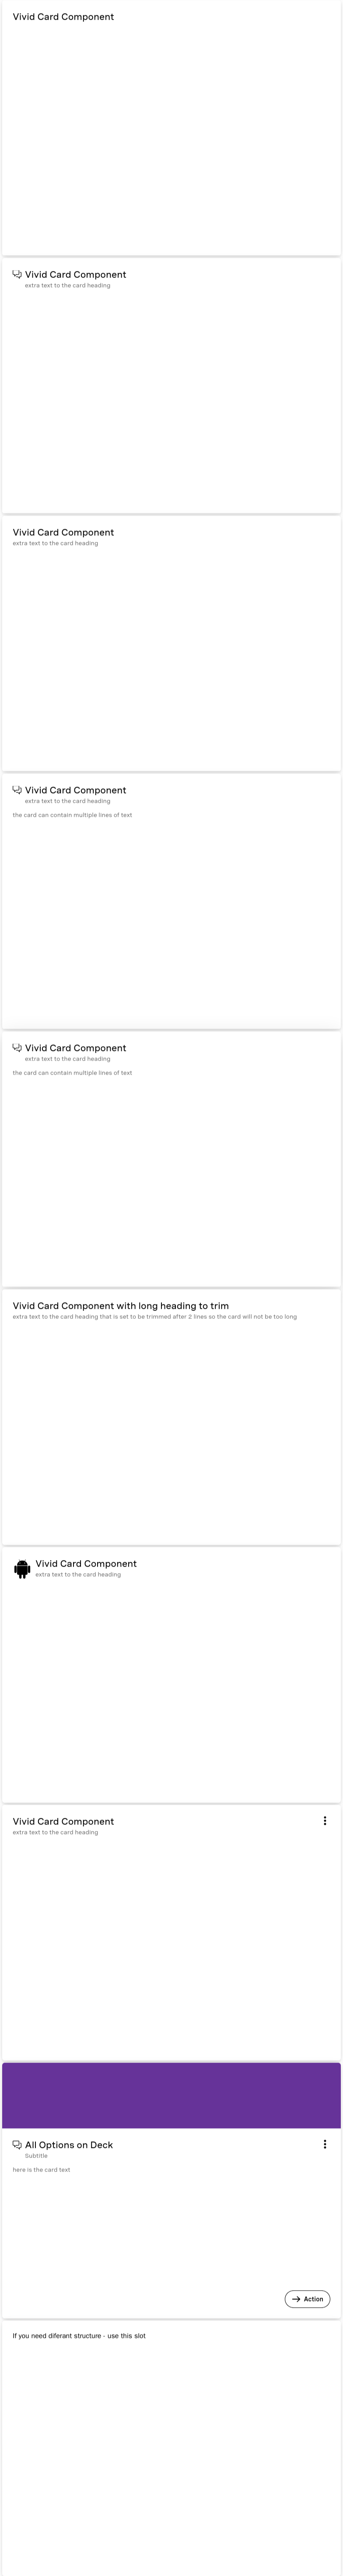 Vivid Card Component
Vivid Card Component
extra text to the card heading
Vivid Card Component
extra text to the card heading
Vivid Card Component
extra text to the card heading
the card can contain multiple lines of text
Vivid Card Component
extra text to the card heading
the card can contain multiple lines of text
Vivid Card Component with long heading to trim
extra text to the card heading that is set to be trimmed after 2 lines so the card will not be too long
Vivid Card Component
extra text to the card heading
Vivid Card Component
extra text to the card heading
All Options on Deck
Subtitle
here is the card text
Action
If you need diferant structure - use this slot